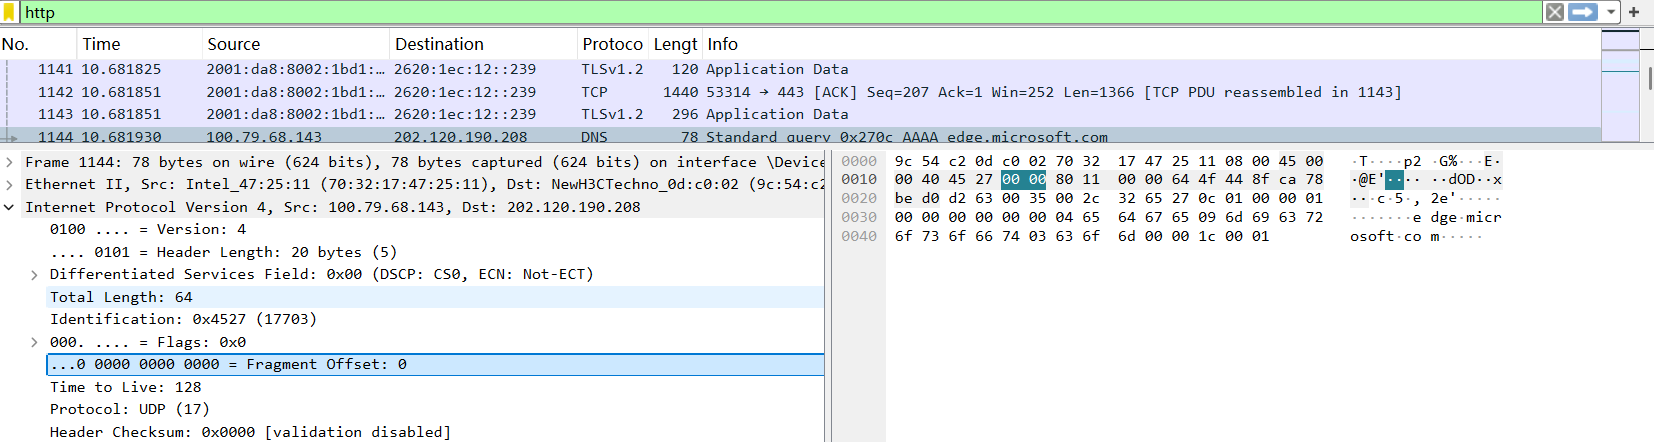 http
No. Time Source Destination Protoco Lengt Info
1141 10.681825 2001:da8:8002:1bd1:… 2620:1ec:12::239 TLSv1.2 120 Application Data
1142 10.681851 2001:da8:8002:1bd1:… 2620:1ec:12::239 TCP 1440 53314 → 443 [ACK] Seq=207 Ack=1 Win=252 Len=1366 [TCP PDU reassembled in 1143]
1143 10.681851 2001:da8:8002:1bd1:… 2620:1ec:12::239 TLSv1.2 296 Application Data
1144 10.681930 100.79.68.143 202.120.190.208 DNS 78 Standard query 0x270c AAAA edge.microsoft.com
Frame 1144: 78 bytes on wire (624 bits), 78 bytes captured (624 bits) on interface \Device
Ethernet II, Src: Intel_47:25:11 (70:32:17:47:25:11), Dst: NewH3CTechno_0d:c0:02 (9c:54:c2
Internet Protocol Version 4, Src: 100.79.68.143, Dst: 202.120.190.208
0100 .... = Version: 4
.... 0101 = Header Length: 20 bytes (5)
Differentiated Services Field: 0x00 (DSCP: CS0, ECN: Not-ECT)
Total Length: 64
Identification: 0x4527 (17703)
000. .... = Flags: 0x0
...0 0000 0000 0000 = Fragment Offset: 0
Time to Live: 128
Protocol: UDP (17)
Header Checksum: 0x0000 [validation disabled]
0000 9c 54 c2 0d c0 02 70 32 17 47 25 11 08 00 45 00 ·T····p2 ·G%···E·
0010 00 40 45 27 00 00 80 11 00 00 64 4f 44 8f ca 78 ·@E'···· ··dOD··x
0020 be d0 d2 63 00 35 00 2c 32 65 27 0c 01 00 00 01 ···c·5·, 2e'·····
0030 00 00 00 00 00 00 04 65 64 67 65 09 6d 69 63 72 ·······e dge·micr
0040 6f 73 6f 66 74 03 63 6f 6d 00 00 1c 00 01 osoft·co m·····